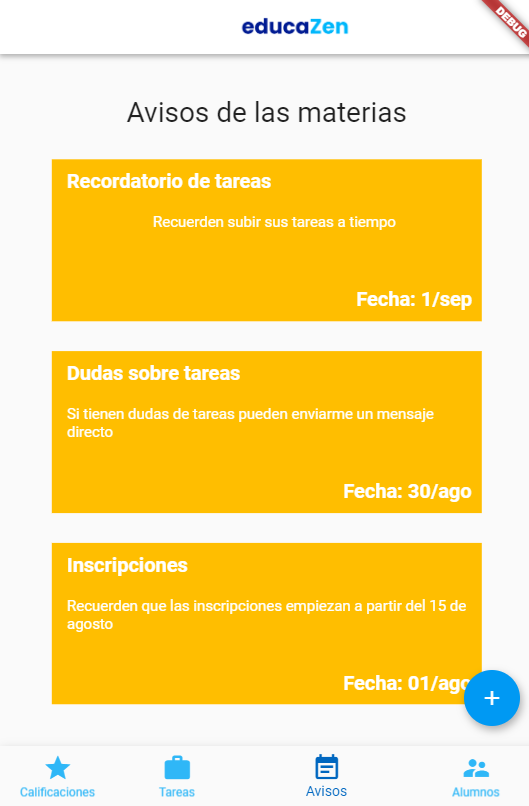 educaZen
DEBUG
Avisos de las materias
Recordatorio de tareas
Recuerden subir sus tareas a tiempo
Fecha: 1/sep
Dudas sobre tareas
Si tienen dudas de tareas pueden enviarme un mensaje
directo
Fecha: 30/ago
Inscripciones
Recuerden que las inscripciones empiezan a partir del 15 de
agosto
Fecha: 01/ago
+
Calificaciones
Tareas
Avisos
Alumnos